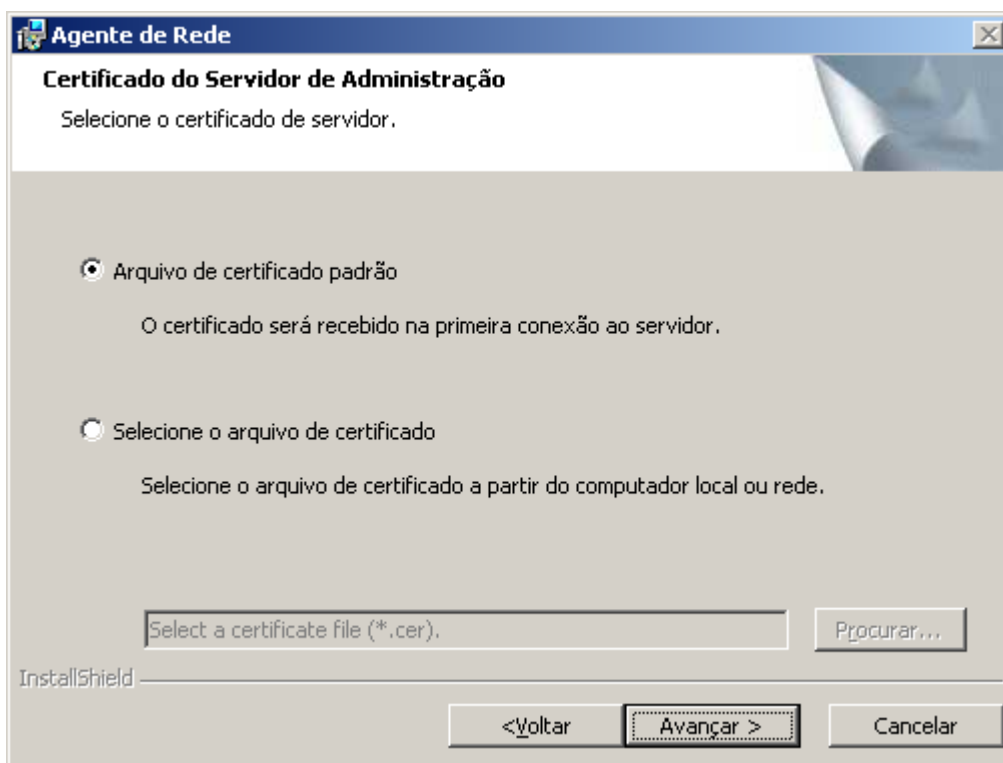 Agente de Rede
Certificado do Servidor de Administração
Selecione o certificado de servidor.
Arquivo de certificado padrão
O certificado será recebido na primeira conexão ao servidor.
Selecione o arquivo de certificado
Selecione o arquivo de certificado a partir do computador local ou rede.
Select a certificate file (*.cer).
Procurar...
InstallShield
<Voltar
Avançar >
Cancelar